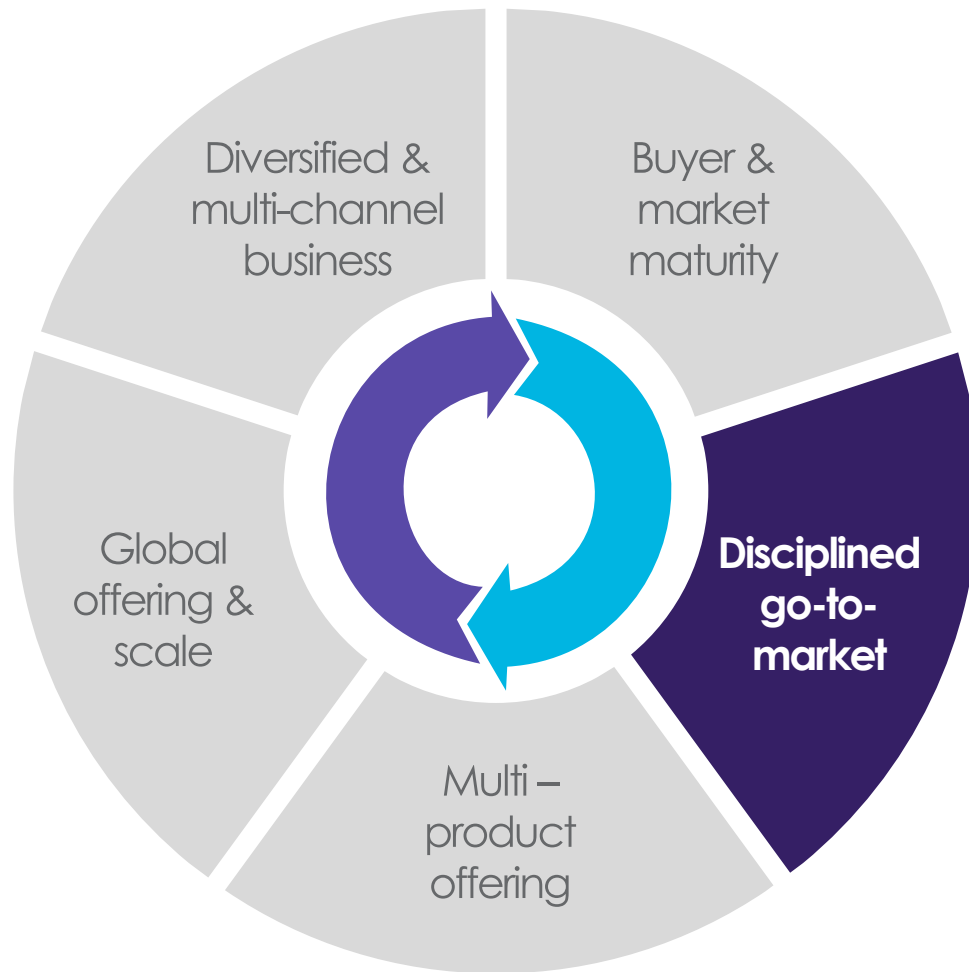 Diversified &
multi-channel
business
Buyer &
market
maturity
Disciplined
go-to-
market
Multi –
product
offering
Global
offering &
scale